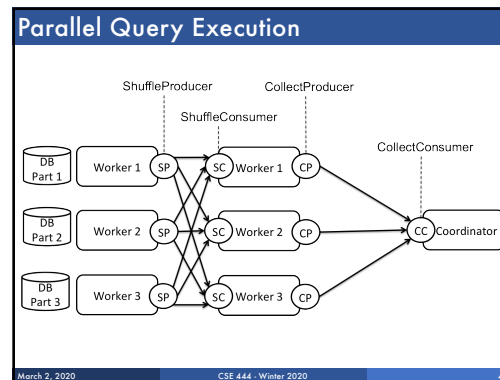 Parallel Query Execution
ShuffleProducer
CollectProducer
ShuffleConsumer
CollectConsumer
DB
Part 1
Worker 1
SP
SC
Worker 1
CP
DB
Part 2
Worker 2
SP
SC
Worker 2
CP
CC
Coordinator
DB
Part 3
Worker 3
SP
SC
Worker 3
CP
March 2, 2020
CSE 444 - Winter 2020